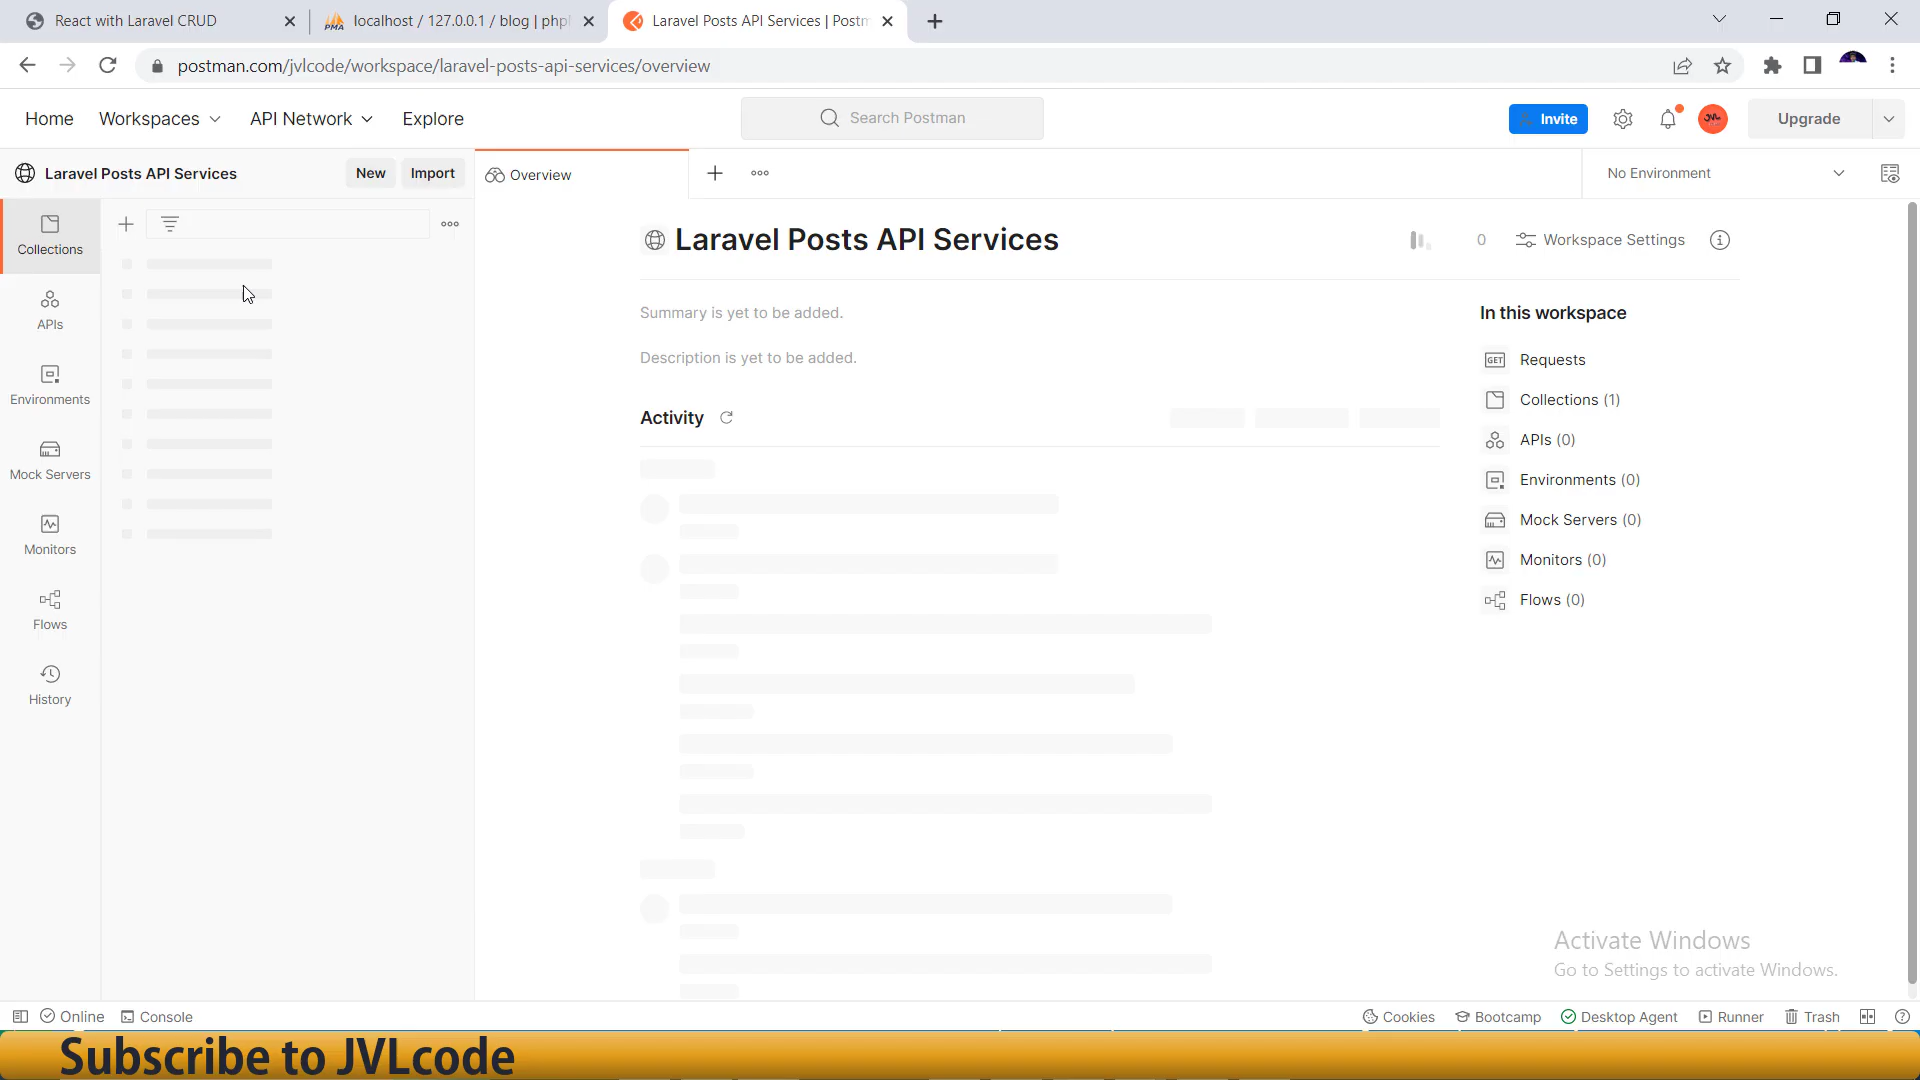 React with Laravel CRUD
localhost / 127.0.0.1 / blog | php
Laravel Posts API Services | Postm
postman.com/jvlcode/workspace/laravel-posts-api-services/overview
Home
Workspaces
API Network
Explore
Search Postman
Invite
JVL
Upgrade
Laravel Posts API Services
New
Import
Overview
No Environment
Collections
APIs
Environments
Mock Servers
Monitors
Flows
History
Laravel Posts API Services
0
Workspace Settings
Summary is yet to be added.
Description is yet to be added.
Activity
In this workspace
GET Requests
Collections (1)
APIs (0)
Environments (0)
Mock Servers (0)
Monitors (0)
Flows (0)
Activate Windows
Go to Settings to activate Windows.
Online
Console
Cookies
Bootcamp
Desktop Agent
Runner
Trash
Subscribe to JVLcode